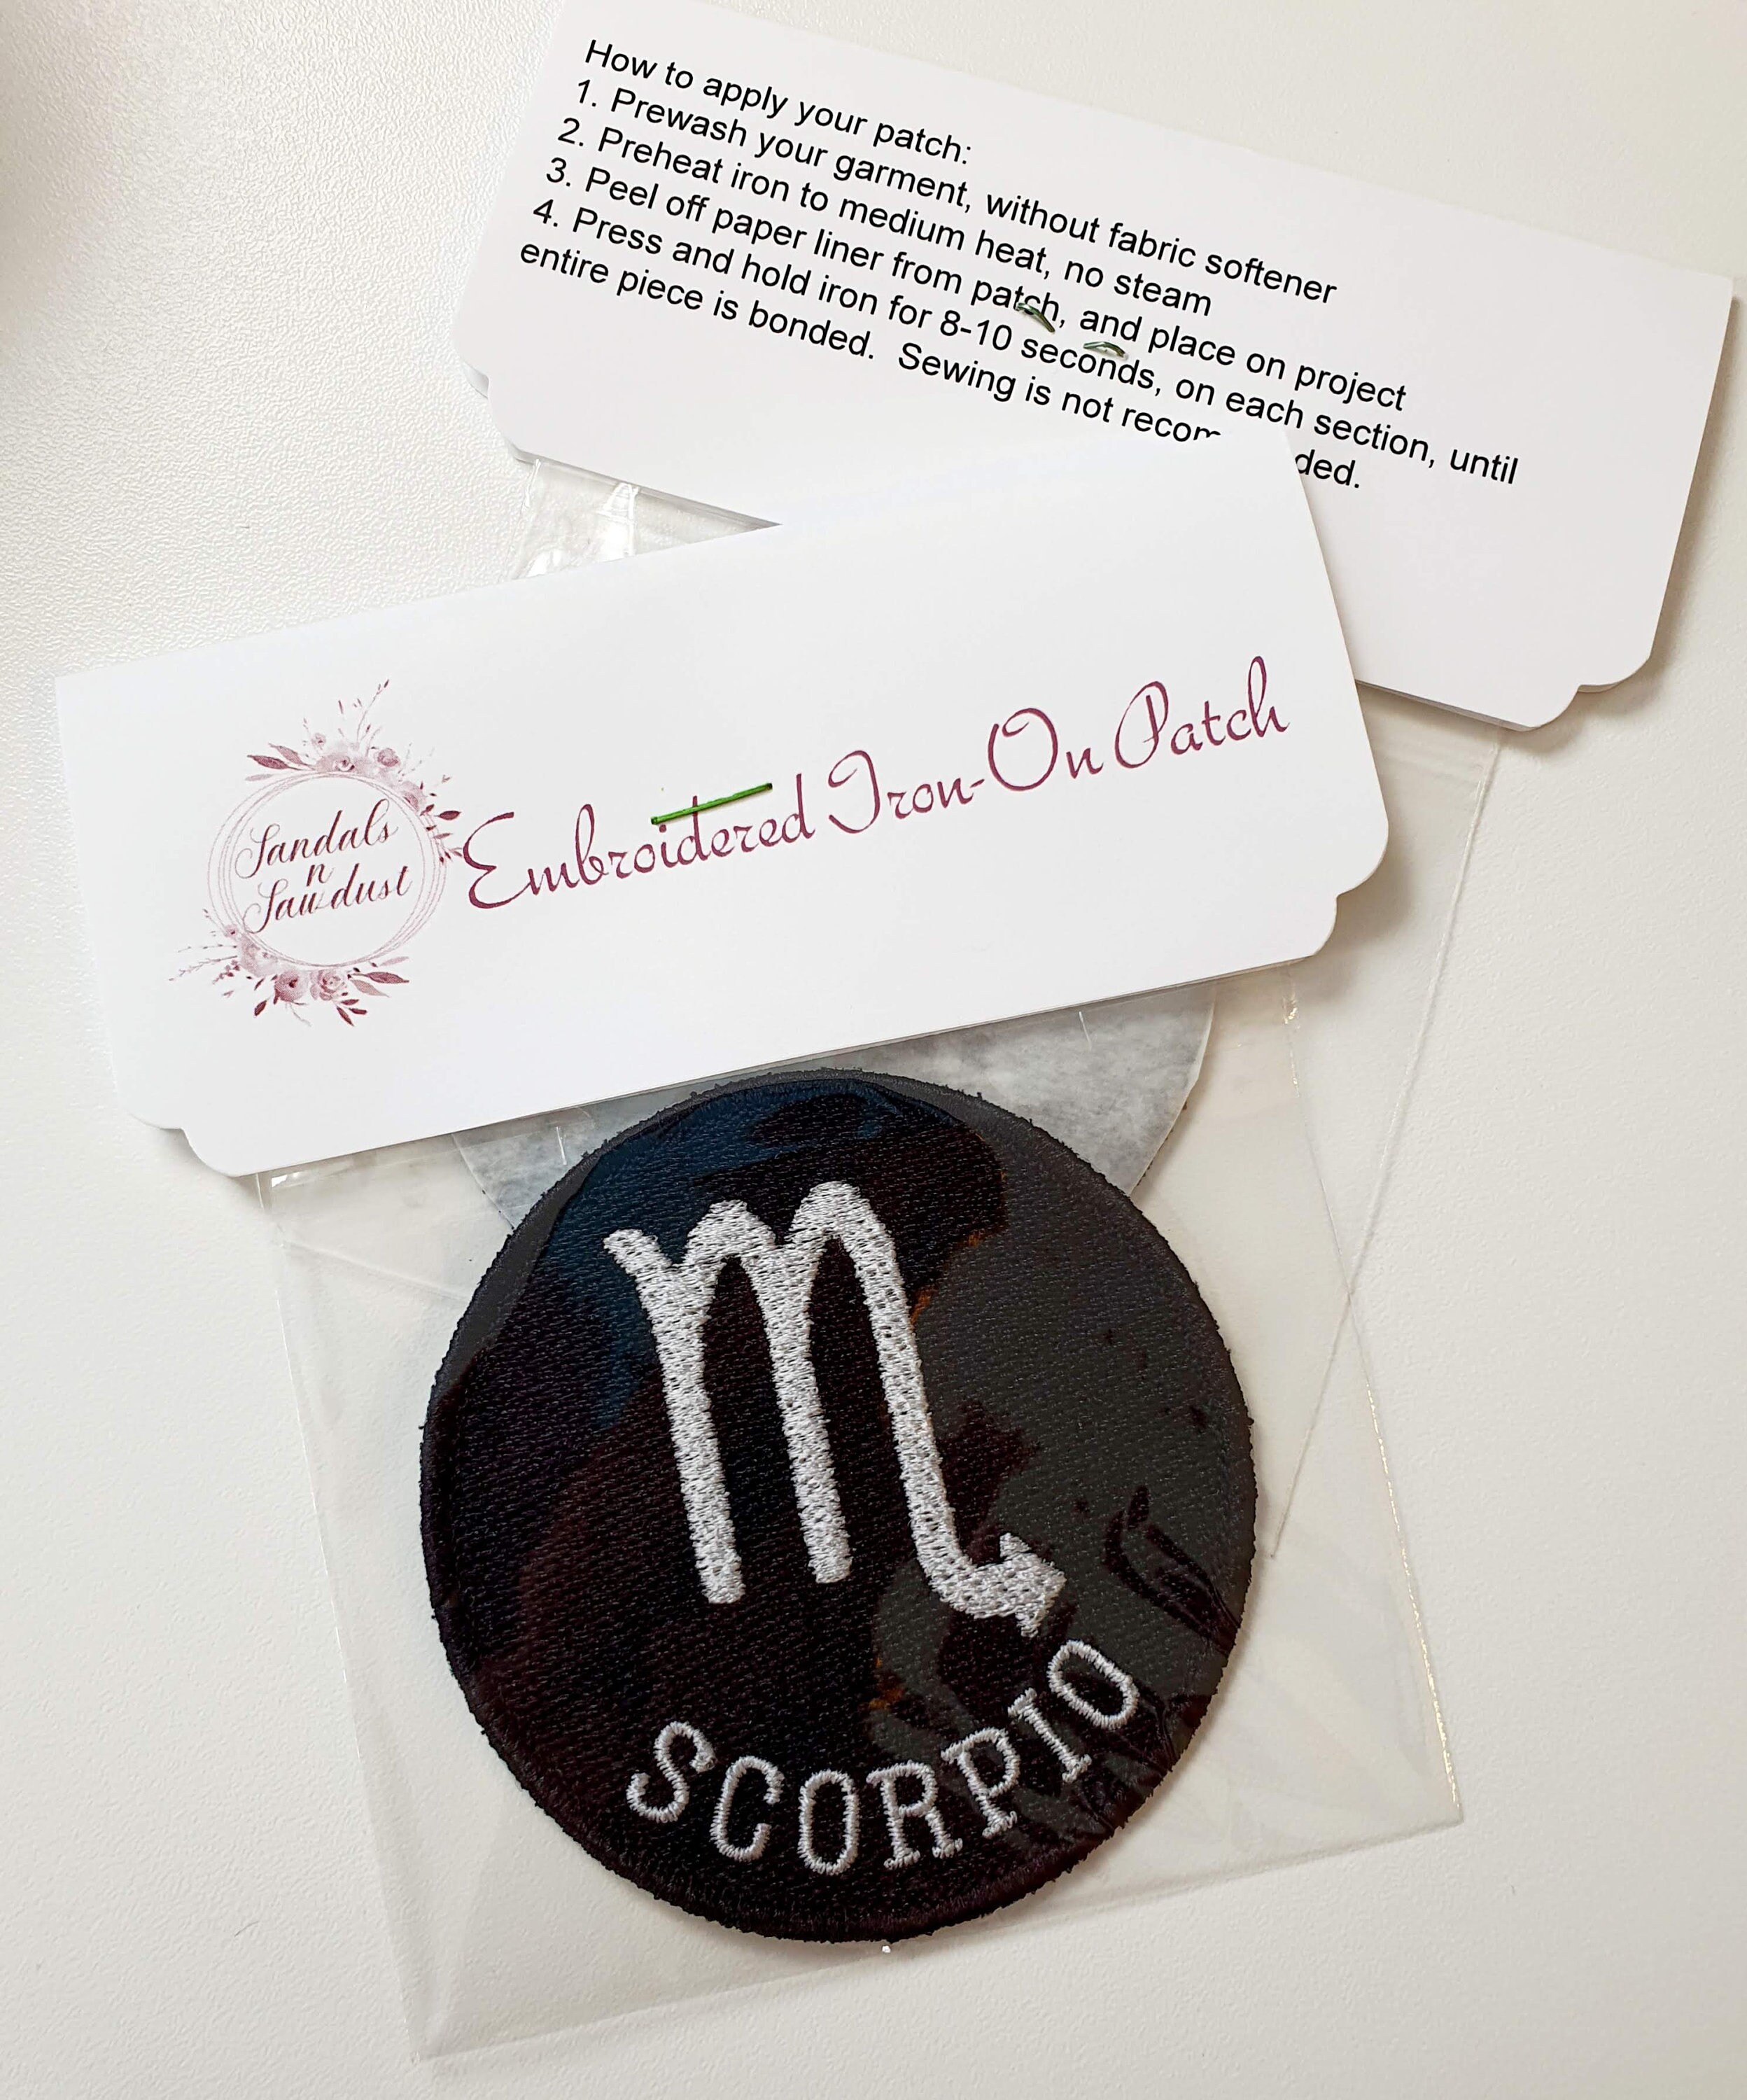 How to apply your patch:
1. Prewash your garment, without fabric softener
2. Preheat iron to medium heat, no steam
3. Peel off paper liner from patch, and place on project
4. Press and hold iron for 8-10 seconds, on each section, until
entire piece is bonded.  Sewing is not
Sandals
n
Sawdust
Embroidered Iron-On Patch
SCORPIO